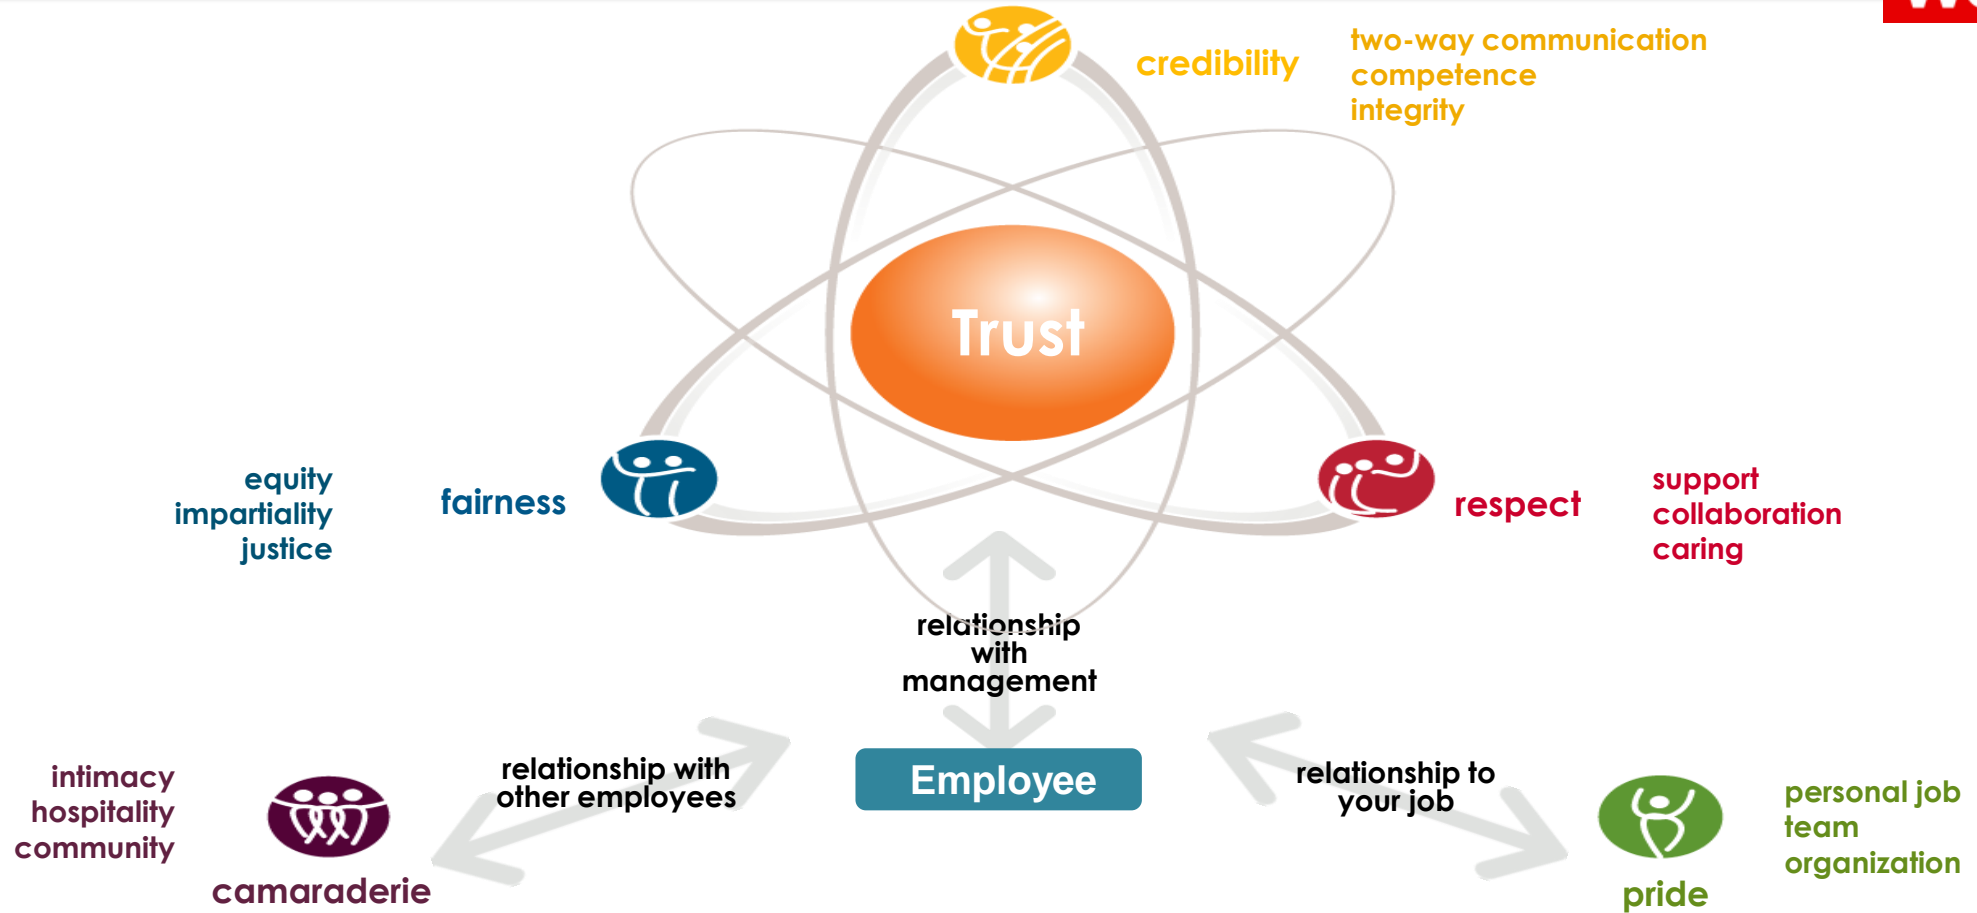 credibility
two-way communication
competence
integrity
Trust
equity
impartiality
justice
fairness
respect
support
collaboration
caring
relationship
with
management
intimacy
hospitality
community
camaraderie
relationship with
other employees
Employee
relationship to
your job
pride
personal job
team
organization